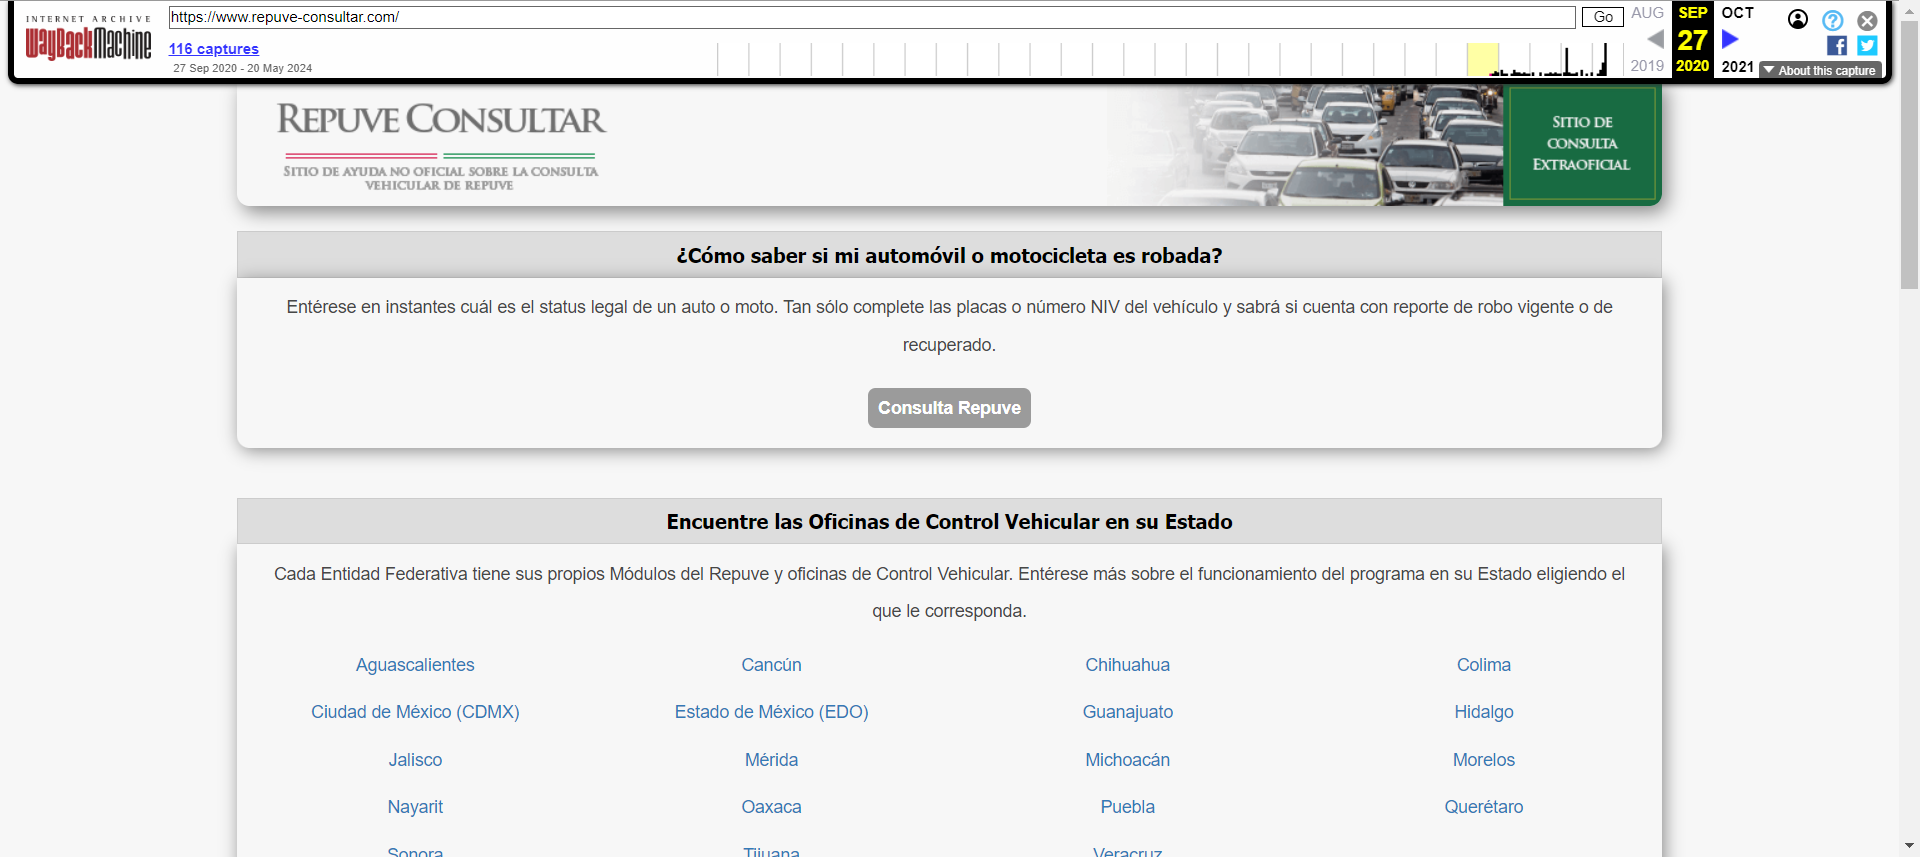 INTERNET ARCHIVE
WayBackMachine
https://www.repuve-consultar.com/
Go
AUG
SEP
OCT
116 captures
27
27 Sep 2020 - 20 May 2024
2019
2020
2021
About this capture
REPUVE CONSULTAR
SITIO DE AYUDA NO OFICIAL SOBRE LA CONSULTA
VEHICULAR DE REPUVE
SITIO DE
CONSULTA
EXTRAOFICIAL
¿Cómo saber si mi automóvil o motocicleta es robada?
Entérese en instantes cuál es el status legal de un auto o moto. Tan sólo complete las placas o número NIV del vehículo y sabrá si cuenta con reporte de robo vigente o de
recuperado.
Consulta Repuve
Encuentre las Oficinas de Control Vehicular en su Estado
Cada Entidad Federativa tiene sus propios Módulos del Repuve y oficinas de Control Vehicular. Entérese más sobre el funcionamiento del programa en su Estado eligiendo el
que le corresponda.
Aguascalientes
Cancún
Chihuahua
Colima
Ciudad de México (CDMX)
Estado de México (EDO)
Guanajuato
Hidalgo
Jalisco
Mérida
Michoacán
Morelos
Nayarit
Oaxaca
Puebla
Querétaro
Sonora
Tijuana
Veracruz